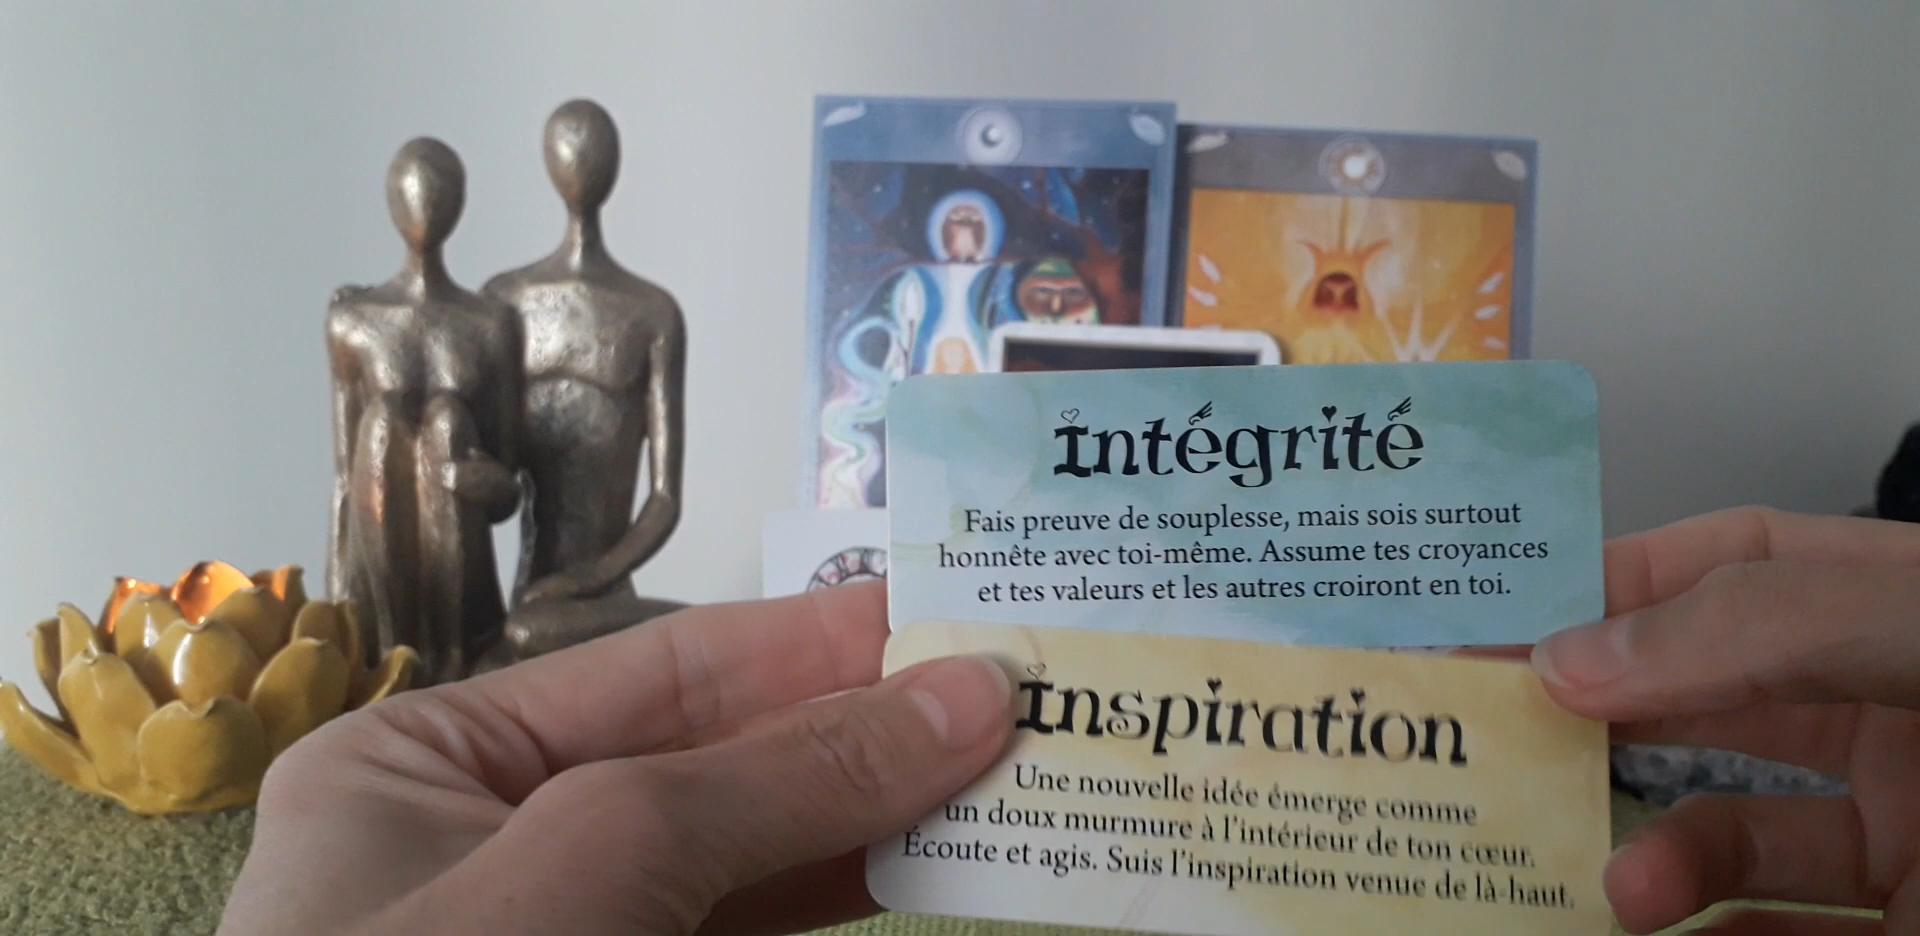 intégrité
Fais preuve de souplesse, mais sois surtout
honnête avec toi-même. Assume tes croyances
et tes valeurs et les autres croiront en toi.
inspiration
Une nouvelle idée émerge comme
un doux murmure à l'intérieur de ton cœur.
Écoute et agis. Suis l'inspiration venue de là-haut.